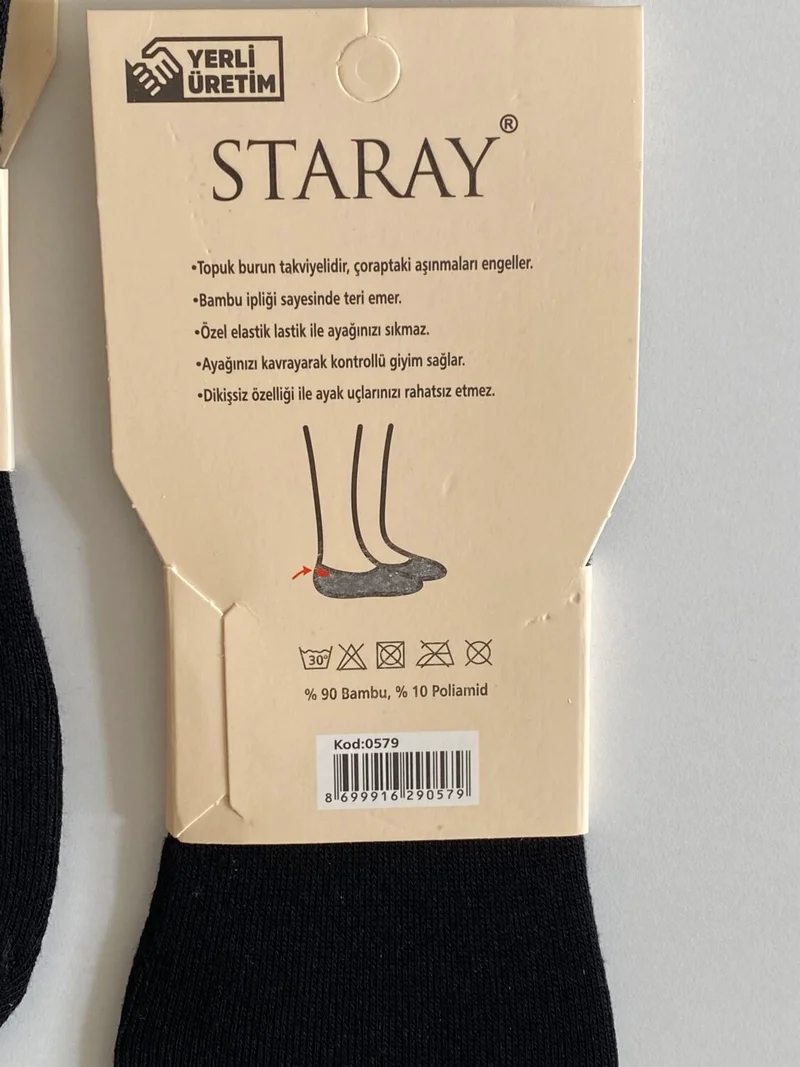 YERLİ
ÜRETİM
STARAY®
•Topuk burun takviyelidir, çoraptaki aşınmaları engeller.
•Bambu ipliği sayesinde teri emer.
•Özel elastik lastik ile ayağınızı sıkmaz.
•Ayağınızı kavrayarak kontrollü giyim sağlar.
•Dikişsiz özelliği ile ayak uçlarınızı rahatsız etmez.
30°
% 90 Bambu, % 10 Poliamid
Kod:0579
8 699916 290579